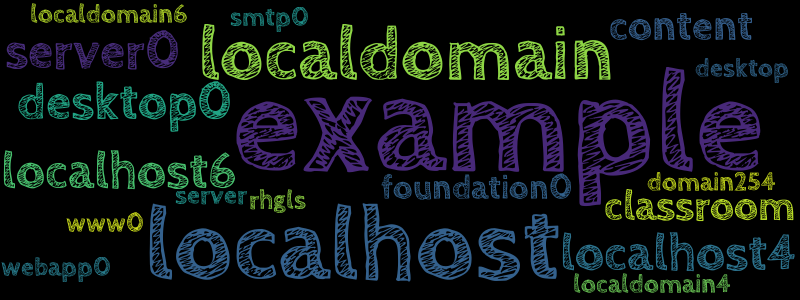 localdomain6
smtp0
content
server0
localdomain
desktop
desktop0
example
localhost6
foundation0
domain254
server
rhgls
classroom
www0
localhost
localhost4
webapp0
localdomain4